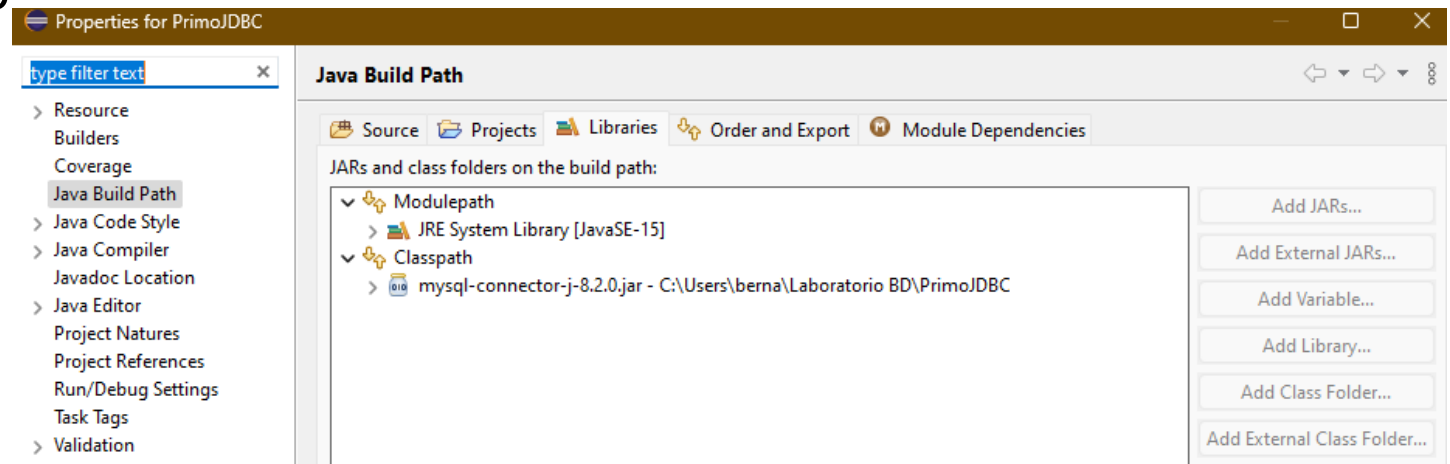 Properties for PrimoJDBC
type filter text
Resource
Builders
Coverage
Java Build Path
Java Code Style
Java Compiler
Javadoc Location
Java Editor
Project Natures
Project References
Run/Debug Settings
Task Tags
Validation
Java Build Path
Source Projects Libraries Order and Export Module Dependencies
JARs and class folders on the build path:
Modulepath
JRE System Library [JavaSE-15]
Classpath
mysql-connector-j-8.2.0.jar - C:\Users\berna\Laboratorio BD\PrimoJDBC
Add JARs...
Add External JARs...
Add Variable...
Add Library...
Add Class Folder...
Add External Class Folder...